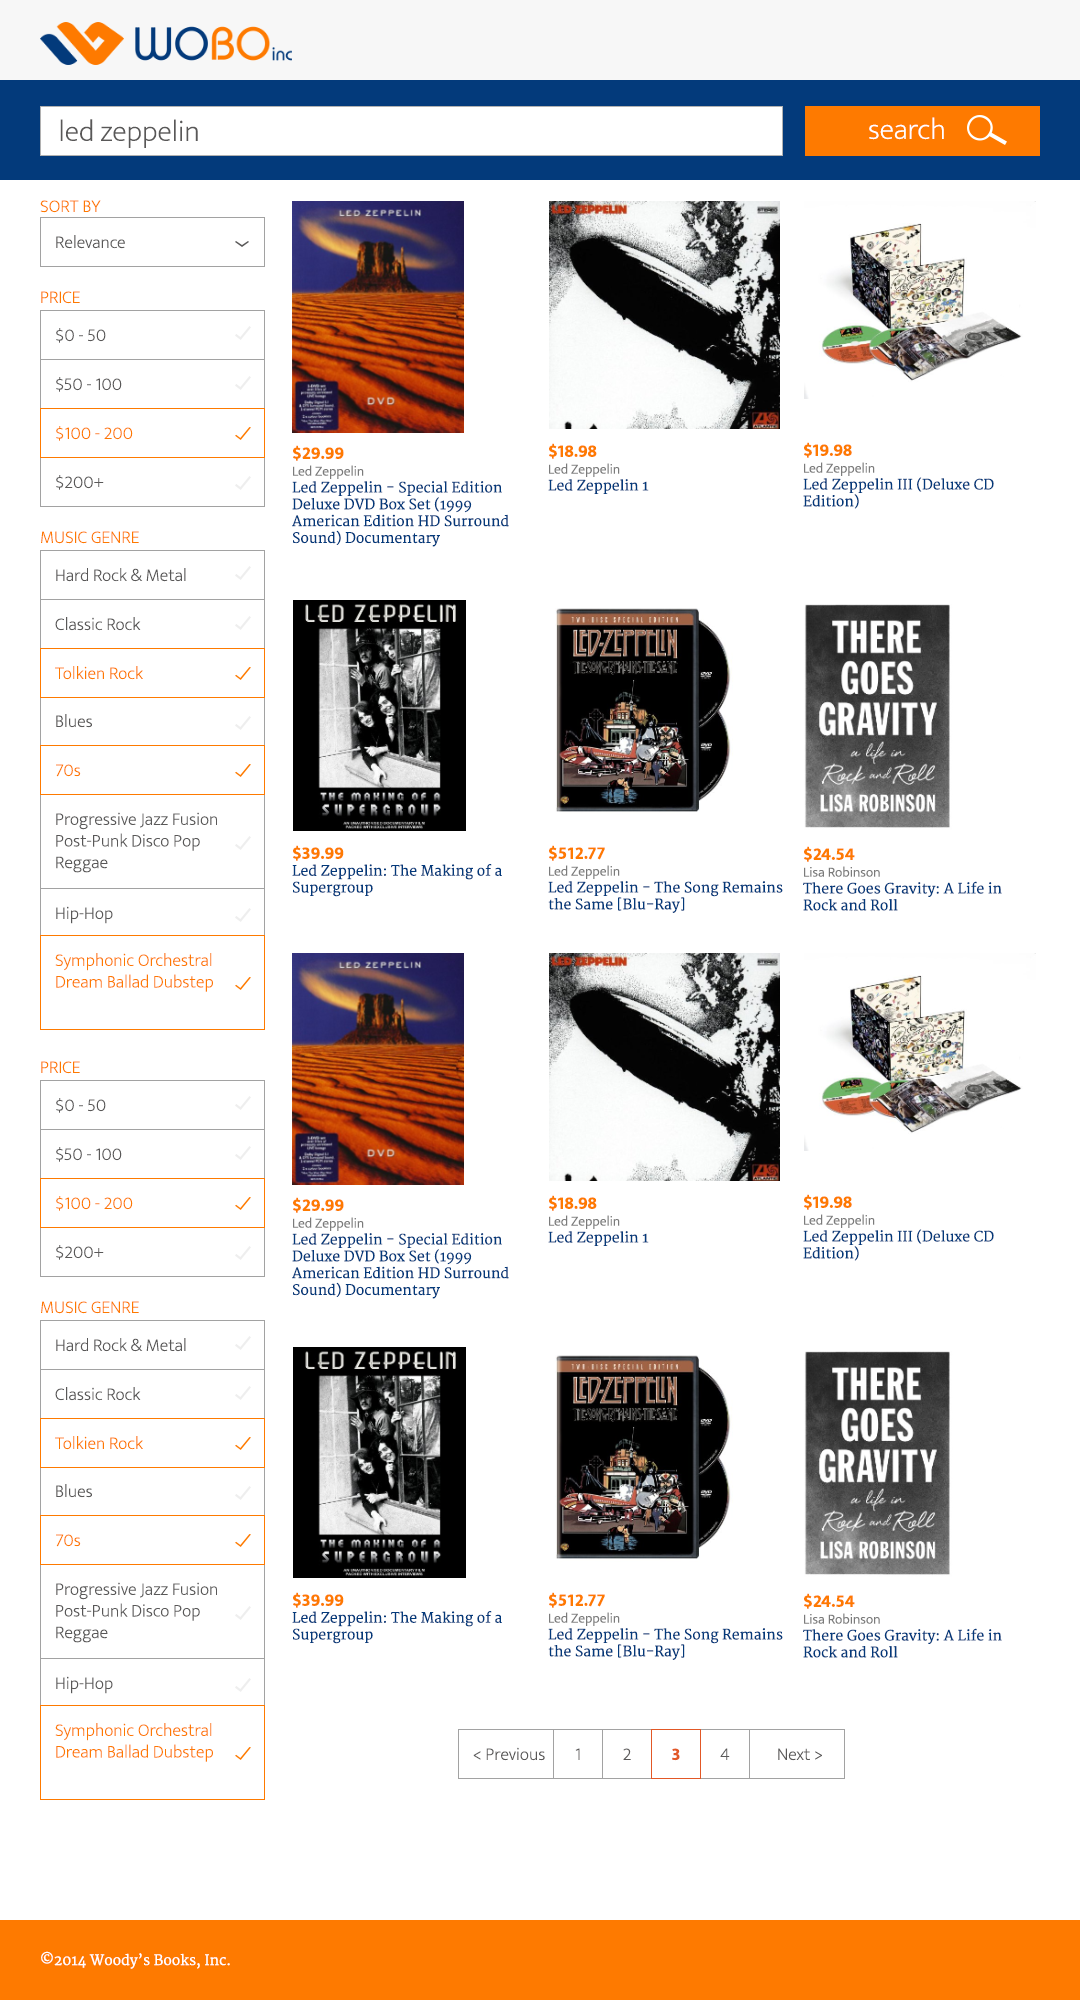 WOBO inc
led zeppelin
search
SORT BY
Relevance
PRICE
$0 - 50
$50 - 100
$100 - 200
$200+
MUSIC GENRE
Hard Rock & Metal
Classic Rock
Tolkien Rock
Blues
70s
Progressive Jazz Fusion
Post-Punk Disco Pop
Reggae
Hip-Hop
Symphonic Orchestral
Dream Ballad Dubstep
PRICE
$0 - 50
$50 - 100
$100 - 200
$200+
MUSIC GENRE
Hard Rock & Metal
Classic Rock
Tolkien Rock
Blues
70s
Progressive Jazz Fusion
Post-Punk Disco Pop
Reggae
Hip-Hop
Symphonic Orchestral
Dream Ballad Dubstep
LED ZEPPELIN
DVD
$29.99
Led Zeppelin
Led Zeppelin - Special Edition
Deluxe DVD Box Set (1999
American Edition HD Surround
Sound) Documentary
LED ZEPPELIN
ATLANTIC
$18.98
Led Zeppelin
Led Zeppelin 1
$19.98
Led Zeppelin
Led Zeppelin III (Deluxe CD
Edition)
LED ZEPPELIN
THE MAKING OF A
SUPERGROUP
$39.99
Led Zeppelin: The Making of a
Supergroup
TWO DISC SPECIAL EDITION
LED-ZEPPELIN
THE SONG REMAINS THE SAME
DVD
DVD
$512.77
Led Zeppelin
Led Zeppelin - The Song Remains
the Same [Blu-Ray]
THERE
GOES
GRAVITY
a life in
Rock and Roll
LISA ROBINSON
$24.54
Lisa Robinson
There Goes Gravity: A Life in
Rock and Roll
LED ZEPPELIN
DVD
$29.99
Led Zeppelin
Led Zeppelin - Special Edition
Deluxe DVD Box Set (1999
American Edition HD Surround
Sound) Documentary
LED ZEPPELIN
ATLANTIC
$18.98
Led Zeppelin
Led Zeppelin 1
$19.98
Led Zeppelin
Led Zeppelin III (Deluxe CD
Edition)
LED ZEPPELIN
THE MAKING OF A
SUPERGROUP
$39.99
Led Zeppelin: The Making of a
Supergroup
TWO DISC SPECIAL EDITION
LED-ZEPPELIN
THE SONG REMAINS THE SAME
DVD
DVD
$512.77
Led Zeppelin
Led Zeppelin - The Song Remains
the Same [Blu-Ray]
THERE
GOES
GRAVITY
a life in
Rock and Roll
LISA ROBINSON
$24.54
Lisa Robinson
There Goes Gravity: A Life in
Rock and Roll
< Previous 1 2 3 4 Next >
©2014 Woody's Books, Inc.